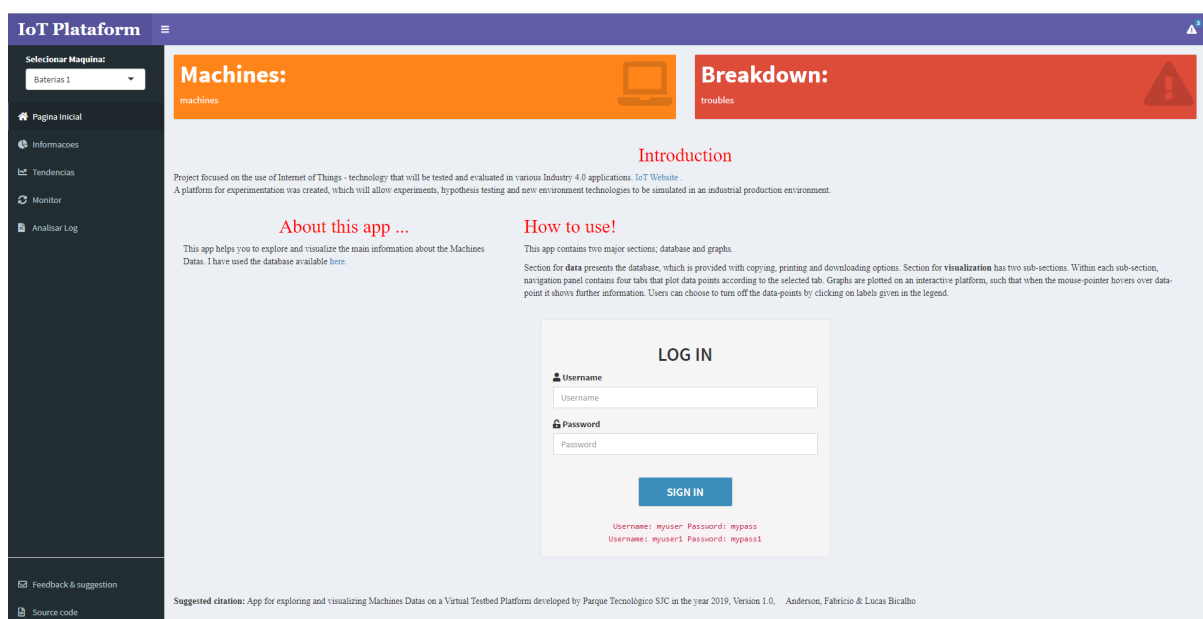 IoT Plataform
3
Selecionar Maquina:
Baterias 1
Pagina Inicial
Informacoes
Tendencias
Monitor
Analisar Log
Feedback & suggestion
Source code
Machines:
machines
Breakdown:
troubles
Introduction
Project focused on the use of Internet of Things - technology that will be tested and evaluated in various Industry 4.0 applications. IoT Website .
A platform for experimentation was created, which will allow experiments, hypothesis testing and new environment technologies to be simulated in an industrial production environment.
About this app ...
This app helps you to explore and visualize the main information about the Machines
Datas. I have used the database available here.
How to use!
This app contains two major sections; database and graphs.
Section for data presents the database, which is provided with copying, printing and downloading options. Section for visualization has two sub-sections. Within each sub-section,
navigation panel contains four tabs that plot data points according to the selected tab. Graphs are plotted on an interactive platform, such that when the mouse-pointer hovers over data-
point it shows further information. Users can choose to turn off the data-points by clicking on labels given in the legend.
LOG IN
Username
Username
Password
Password
SIGN IN
Username: myuser Password: mypass
Username: myuser1 Password: mypass1
Suggested citation: App for exploring and visualizing Machines Datas on a Virtual Testbed Platform developed by Parque Tecnológico SJC in the year 2019, Version 1.0, Anderson, Fabricio & Lucas Bicalho